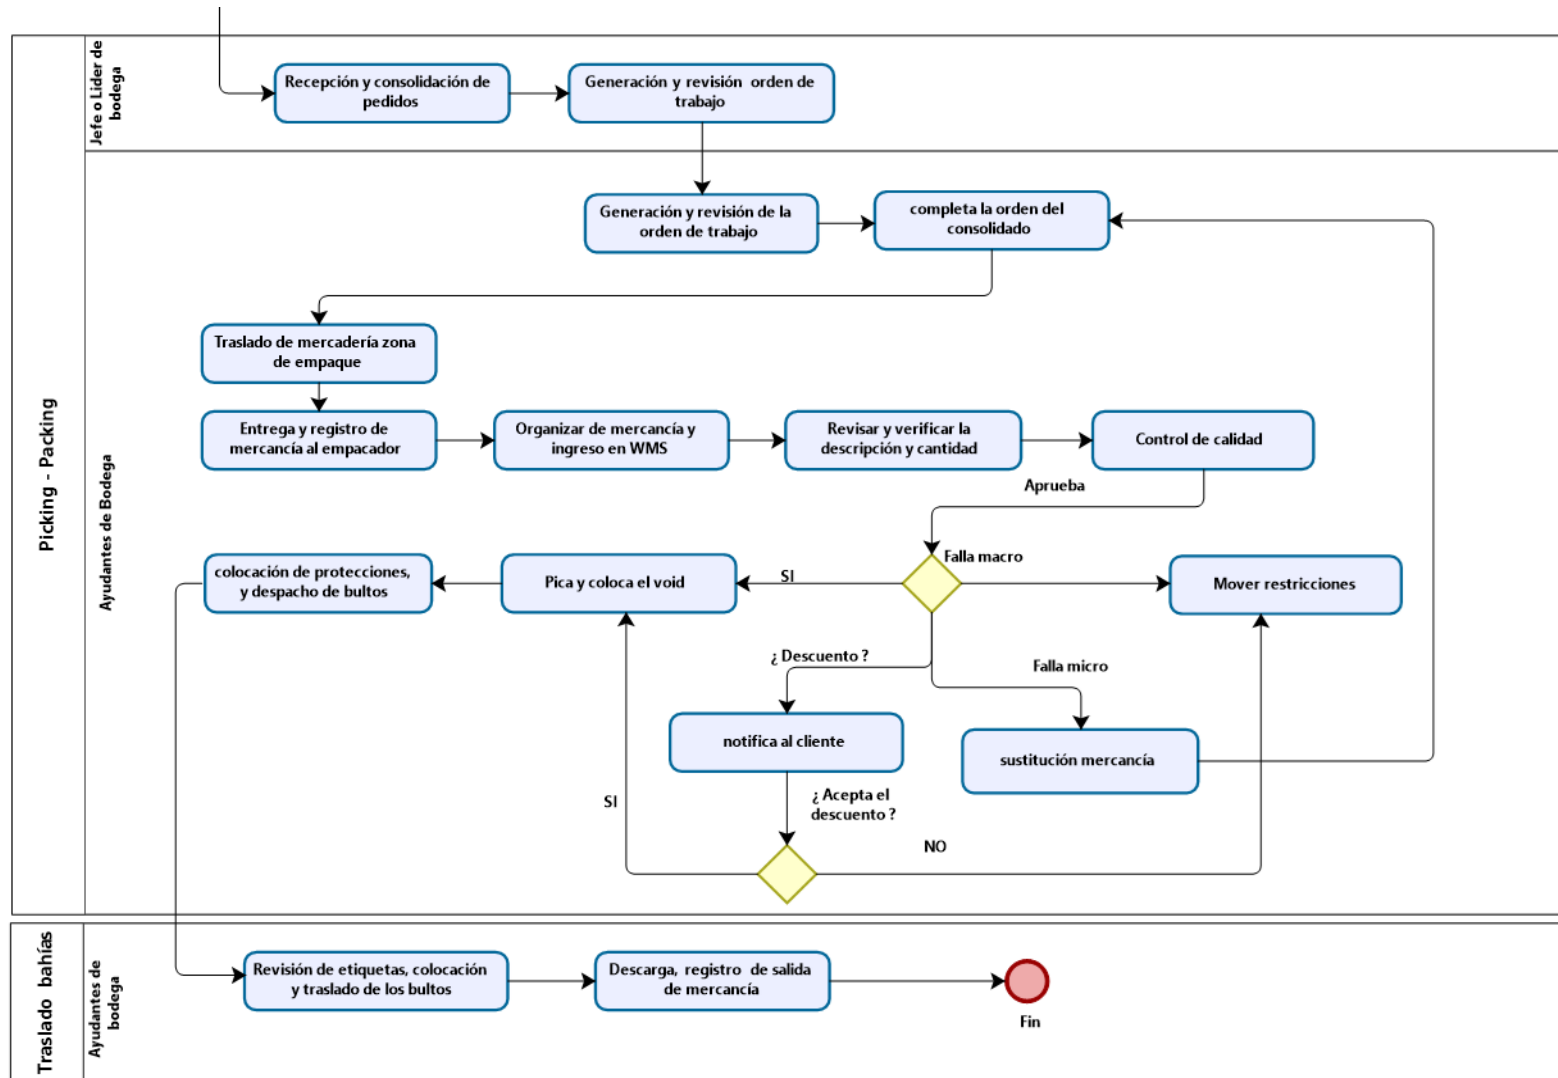 Picking - Packing
Jefe o Lider de
bodega
Recepción y consolidación de
pedidos
Generación y revisión orden de
trabajo
Ayudantes de Bodega
Generación y revisión de la
orden de trabajo
completa la orden del
consolidado
Traslado de mercadería zona
de empaque
Entrega y registro de
mercancía al empacador
Organizar de mercancía y
ingreso en WMS
Revisar y verificar la
descripción y cantidad
Control de calidad
Aprueba
Falla macro
colocación de protecciones,
y despacho de bultos
Pica y coloca el void
SI
Mover restricciones
¿ Descuento ?
Falla micro
notifica al cliente
sustitución mercancía
SI
¿ Acepta el
descuento ?
NO
Traslado bahías
Ayudantes de
bodega
Revisión de etiquetas, colocación
y traslado de los bultos
Descarga, registro de salida
de mercancía
Fin